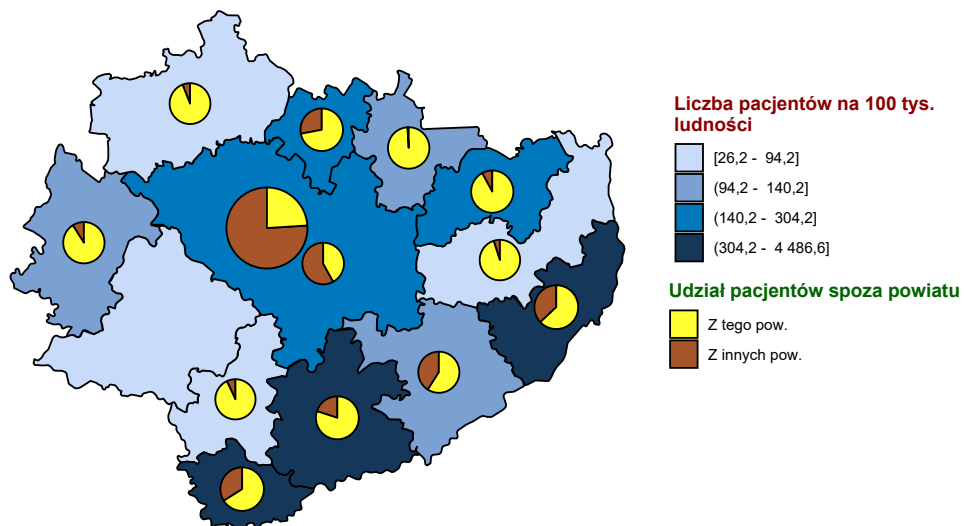 Liczba pacjentów na 100 tys.
ludności
[26,2 - 94,2]
(94,2 - 140,2]
(140,2 - 304,2]
(304,2 - 4 486,6]
Udział pacjentów spoza powiatu
Z tego pow.
Z innych pow.